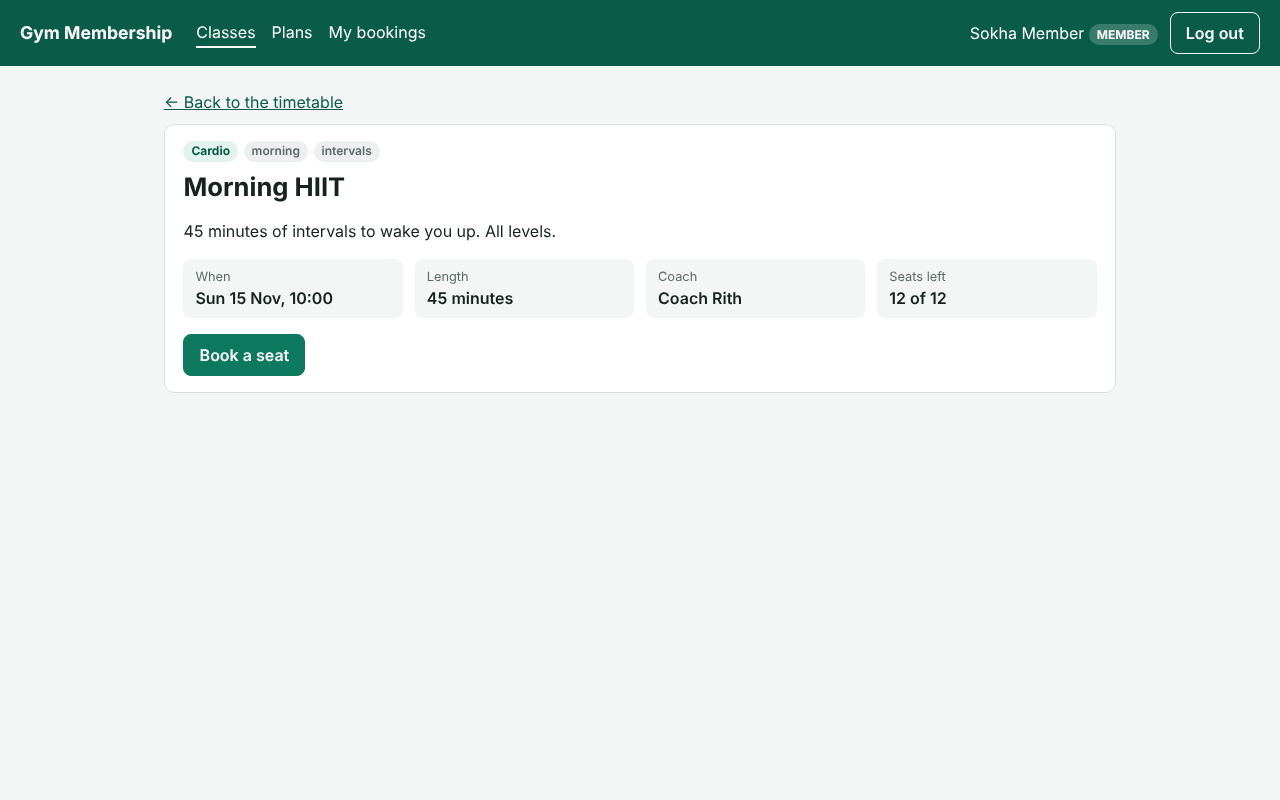 Gym Membership Classes Plans My bookings Sokha Member MEMBER Log out
← Back to the timetable
Cardio morning intervals
Morning HIIT
45 minutes of intervals to wake you up. All levels.
When Length Coach Seats left
Sun 15 Nov, 10:00 45 minutes Coach Rith 12 of 12
Book a seat